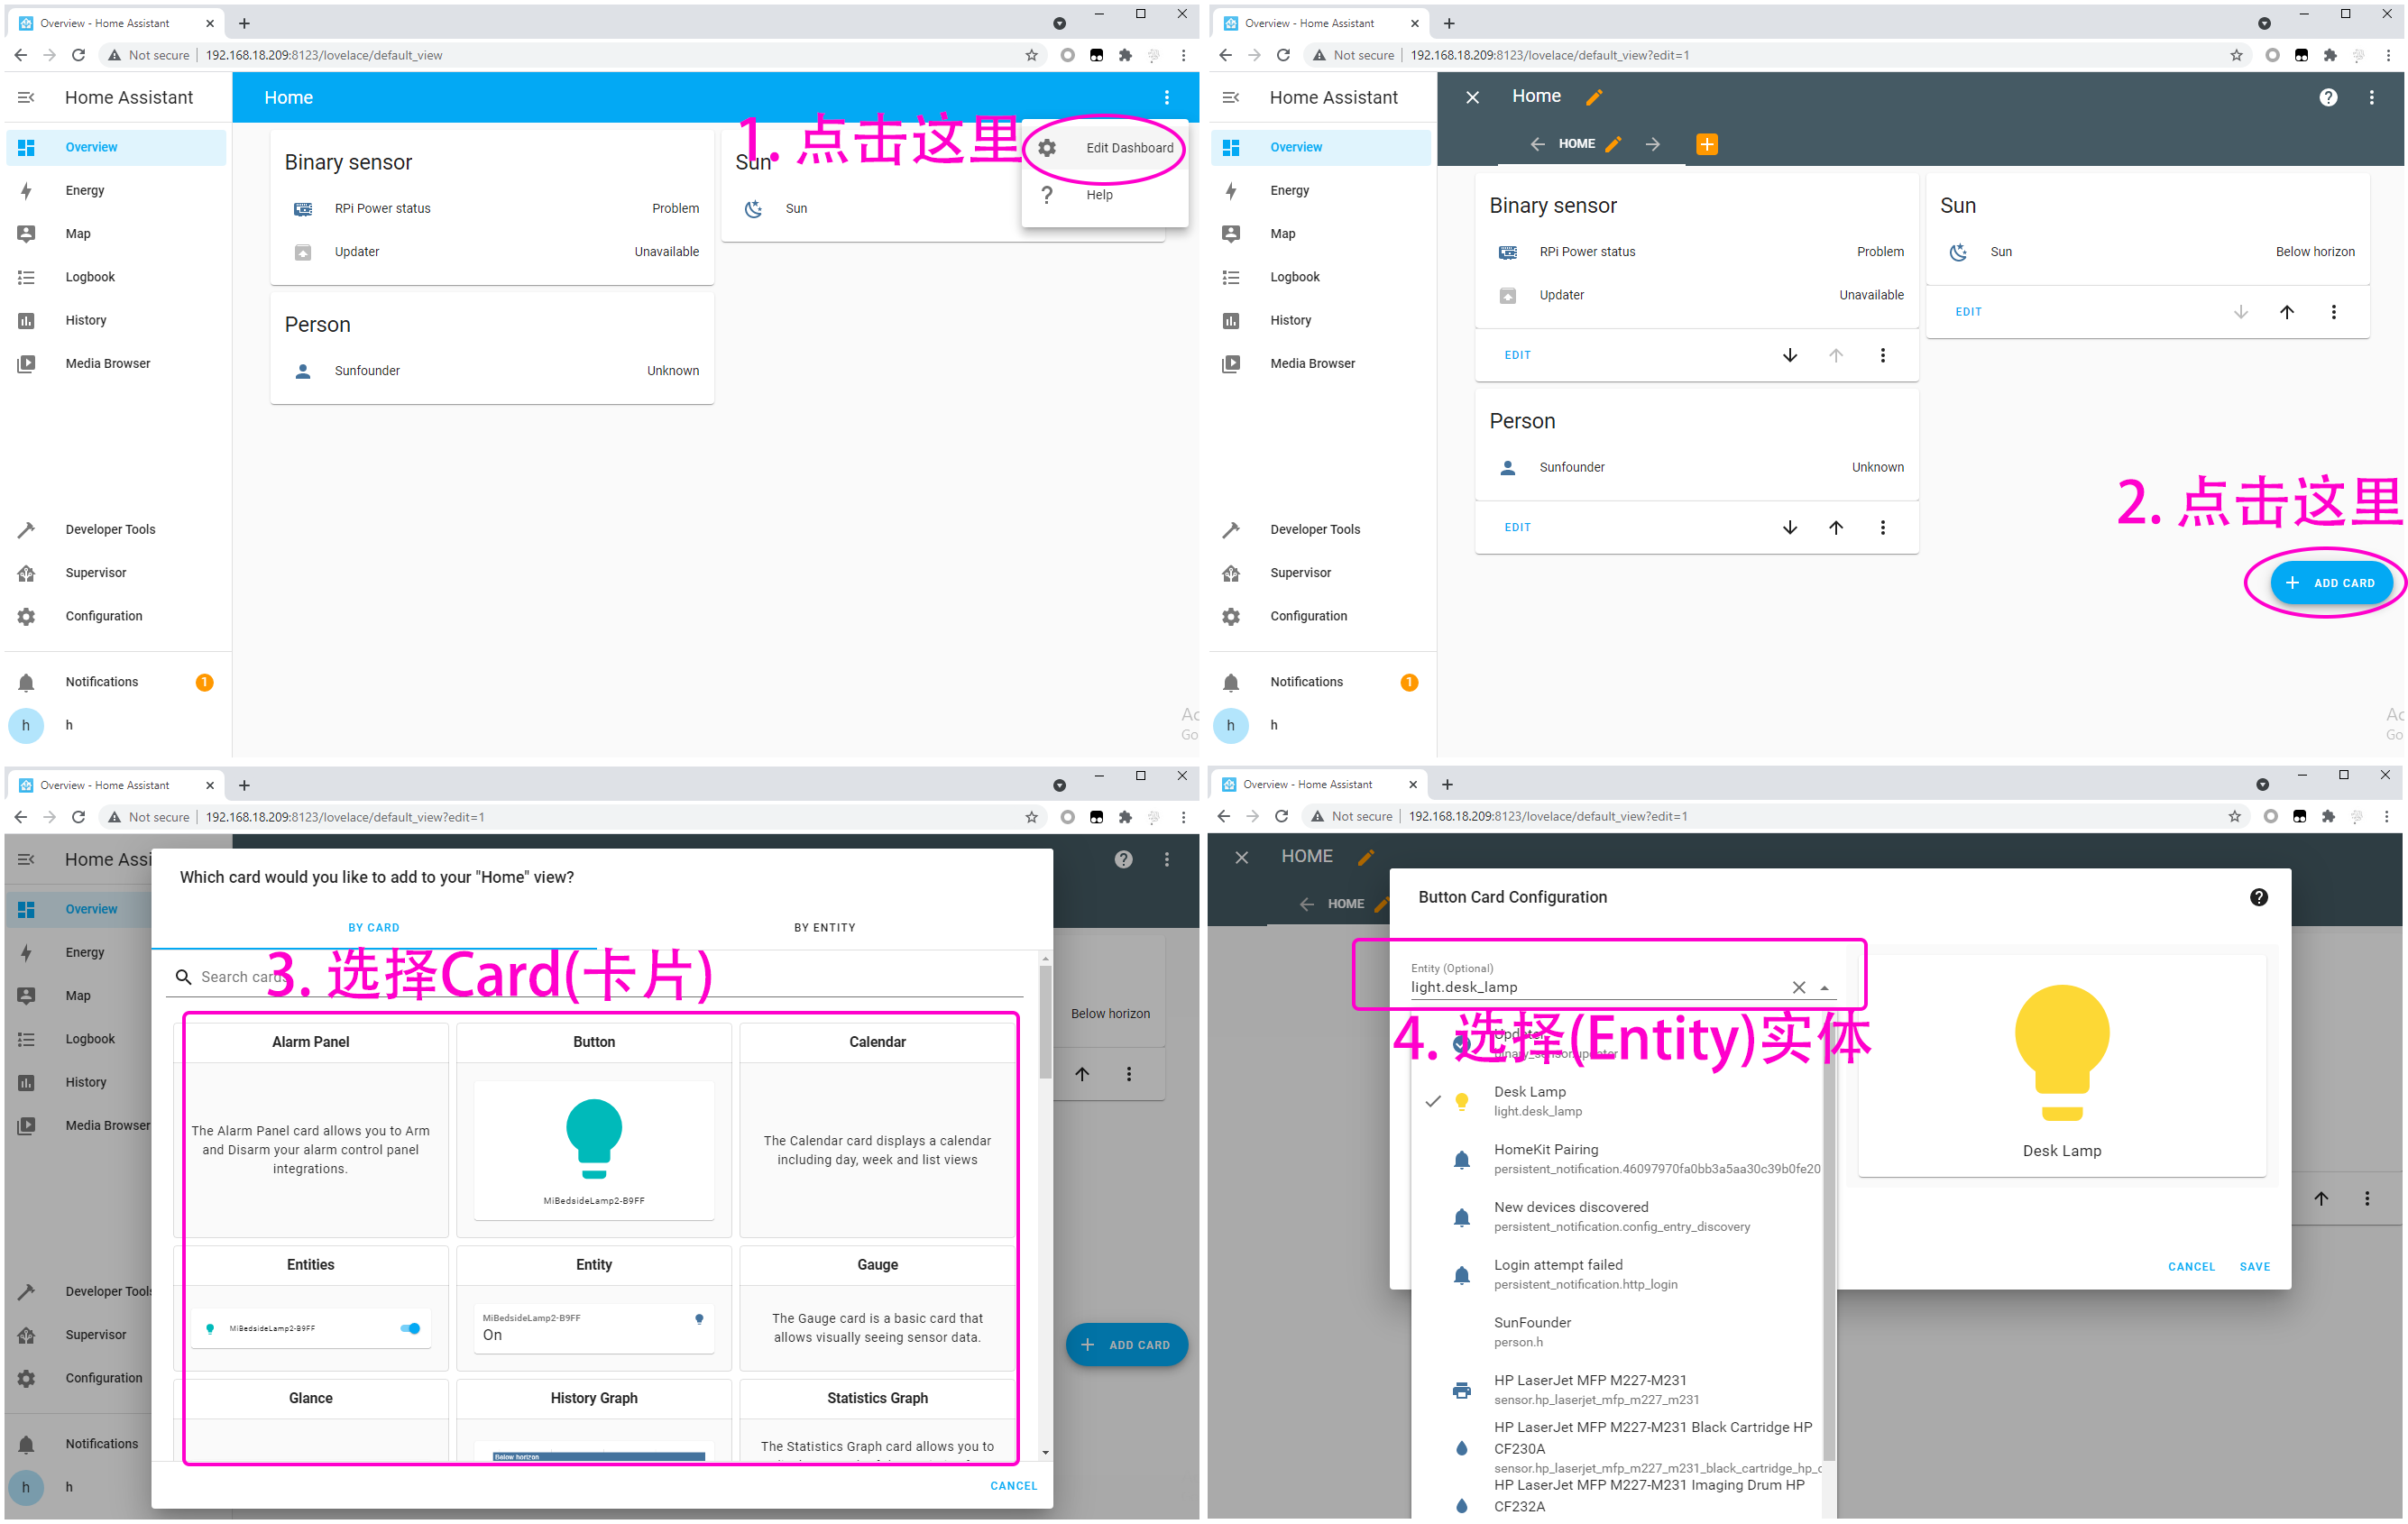 Overview - Home Assistant
Not secure
192.168.18.209:8123/lovelace/default_view
Home Assistant
Home
1. 点击这里
Edit Dashboard
Help
Overview
Energy
Map
Logbook
History
Media Browser
Developer Tools
Supervisor
Configuration
Notifications
1
h
h
Binary sensor
RPi Power status
Problem
Updater
Unavailable
Person
Sunfounder
Unknown
Sun
Sun
Ac
Go
Overview - Home Assistant
Not secure
192.168.18.209:8123/lovelace/default_view?edit=1
Home Assistant
Home
HOME
Overview
Energy
Map
Logbook
History
Media Browser
Developer Tools
Supervisor
Configuration
Notifications
1
h
h
Binary sensor
RPi Power status
Problem
Updater
Unavailable
EDIT
Person
Sunfounder
Unknown
EDIT
Sun
Sun
Below horizon
EDIT
2. 点击这里
ADD CARD
Ac
Go
Overview - Home Assistant
Not secure
192.168.18.209:8123/lovelace/default_view?edit=1
Home Assi
Overview
Energy
Map
Logbook
History
Media Browser
Developer Tools
Supervisor
Configuration
Notifications
h
h
Which card would you like to add to your "Home" view?
BY CARD
BY ENTITY
Search cards
3. 选择Card(卡片)
Alarm Panel
The Alarm Panel card allows you to Arm
and Disarm your alarm control panel
integrations.
Button
MiBedsideLamp2-B9FF
Calendar
The Calendar card displays a calendar
including day, week and list views
Entities
MiBedsideLamp2-B9FF
Entity
MiBedsideLamp2-B9FF
On
Gauge
The Gauge card is a basic card that
allows visually seeing sensor data.
Glance
History Graph
Below horizon
Statistics Graph
The Statistics Graph card allows you to
CANCEL
Below horizon
ADD CARD
Overview - Home Assistant
Not secure
192.168.18.209:8123/lovelace/default_view?edit=1
HOME
HOME
Button Card Configuration
Entity (Optional)
light.desk_lamp
4. 选择(Entity)实体
Updater
binary_sensor.updater
Desk Lamp
light.desk_lamp
HomeKit Pairing
persistent_notification.46097970fa0bb3a5aa30c39b0fe20
New devices discovered
persistent_notification.config_entry_discovery
Login attempt failed
persistent_notification.http_login
SunFounder
person.h
HP LaserJet MFP M227-M231
sensor.hp_laserjet_mfp_m227_m231
HP LaserJet MFP M227-M231 Black Cartridge HP
CF230A
sensor.hp_laserjet_mfp_m227_m231_black_cartridge_hp_c
HP LaserJet MFP M227-M231 Imaging Drum HP
CF232A
Desk Lamp
CANCEL
SAVE